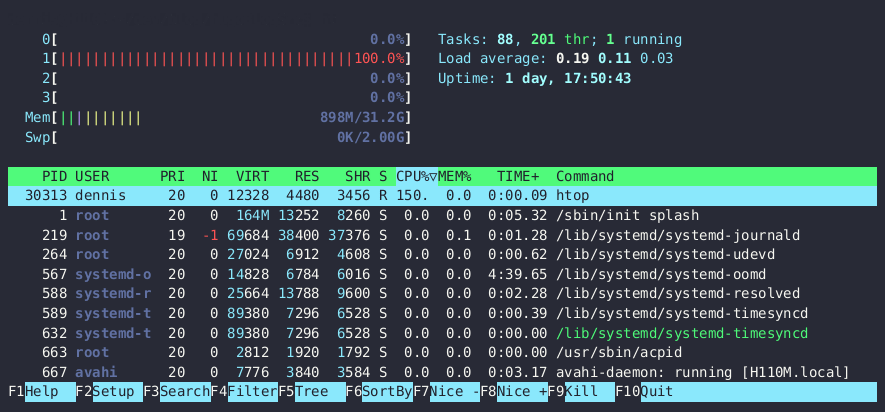 0[ 0.0%] Tasks: 88, 201 thr; 1 running
1[||||||||||||||||||||||||||||||||||100.0%] Load average: 0.19 0.11 0.03
2[ 0.0%] Uptime: 1 day, 17:50:43
3[ 0.0%]
Mem[|||||||||| 898M/31.2G]
Swp[ 0K/2.00G]
PID USER PRI NI VIRT RES SHR S CPU%▽MEM% TIME+ Command
30313 dennis 20 0 12328 4480 3456 R 150. 0.0 0:00.09 htop
1 root 20 0 164M 13252 8260 S 0.0 0.0 0:05.32 /sbin/init splash
219 root 19 -1 69684 38400 37376 S 0.0 0.1 0:01.28 /lib/systemd/systemd-journald
264 root 20 0 27024 6912 4608 S 0.0 0.0 0:00.62 /lib/systemd/systemd-udevd
567 systemd-o 20 0 14828 6784 6016 S 0.0 0.0 4:39.65 /lib/systemd/systemd-oomd
588 systemd-r 20 0 25664 13788 9600 S 0.0 0.0 0:02.28 /lib/systemd/systemd-resolved
589 systemd-t 20 0 89380 7296 6528 S 0.0 0.0 0:00.39 /lib/systemd/systemd-timesyncd
632 systemd-t 20 0 89380 7296 6528 S 0.0 0.0 0:00.00 /lib/systemd/systemd-timesyncd
663 root 20 0 2812 1920 1792 S 0.0 0.0 0:00.00 /usr/sbin/acpid
667 avahi 20 0 7776 3840 3584 S 0.0 0.0 0:03.17 avahi-daemon: running [H110M.local]
F1Help F2Setup F3SearchF4FilterF5Tree F6SortByF7Nice -F8Nice +F9Kill F10Quit